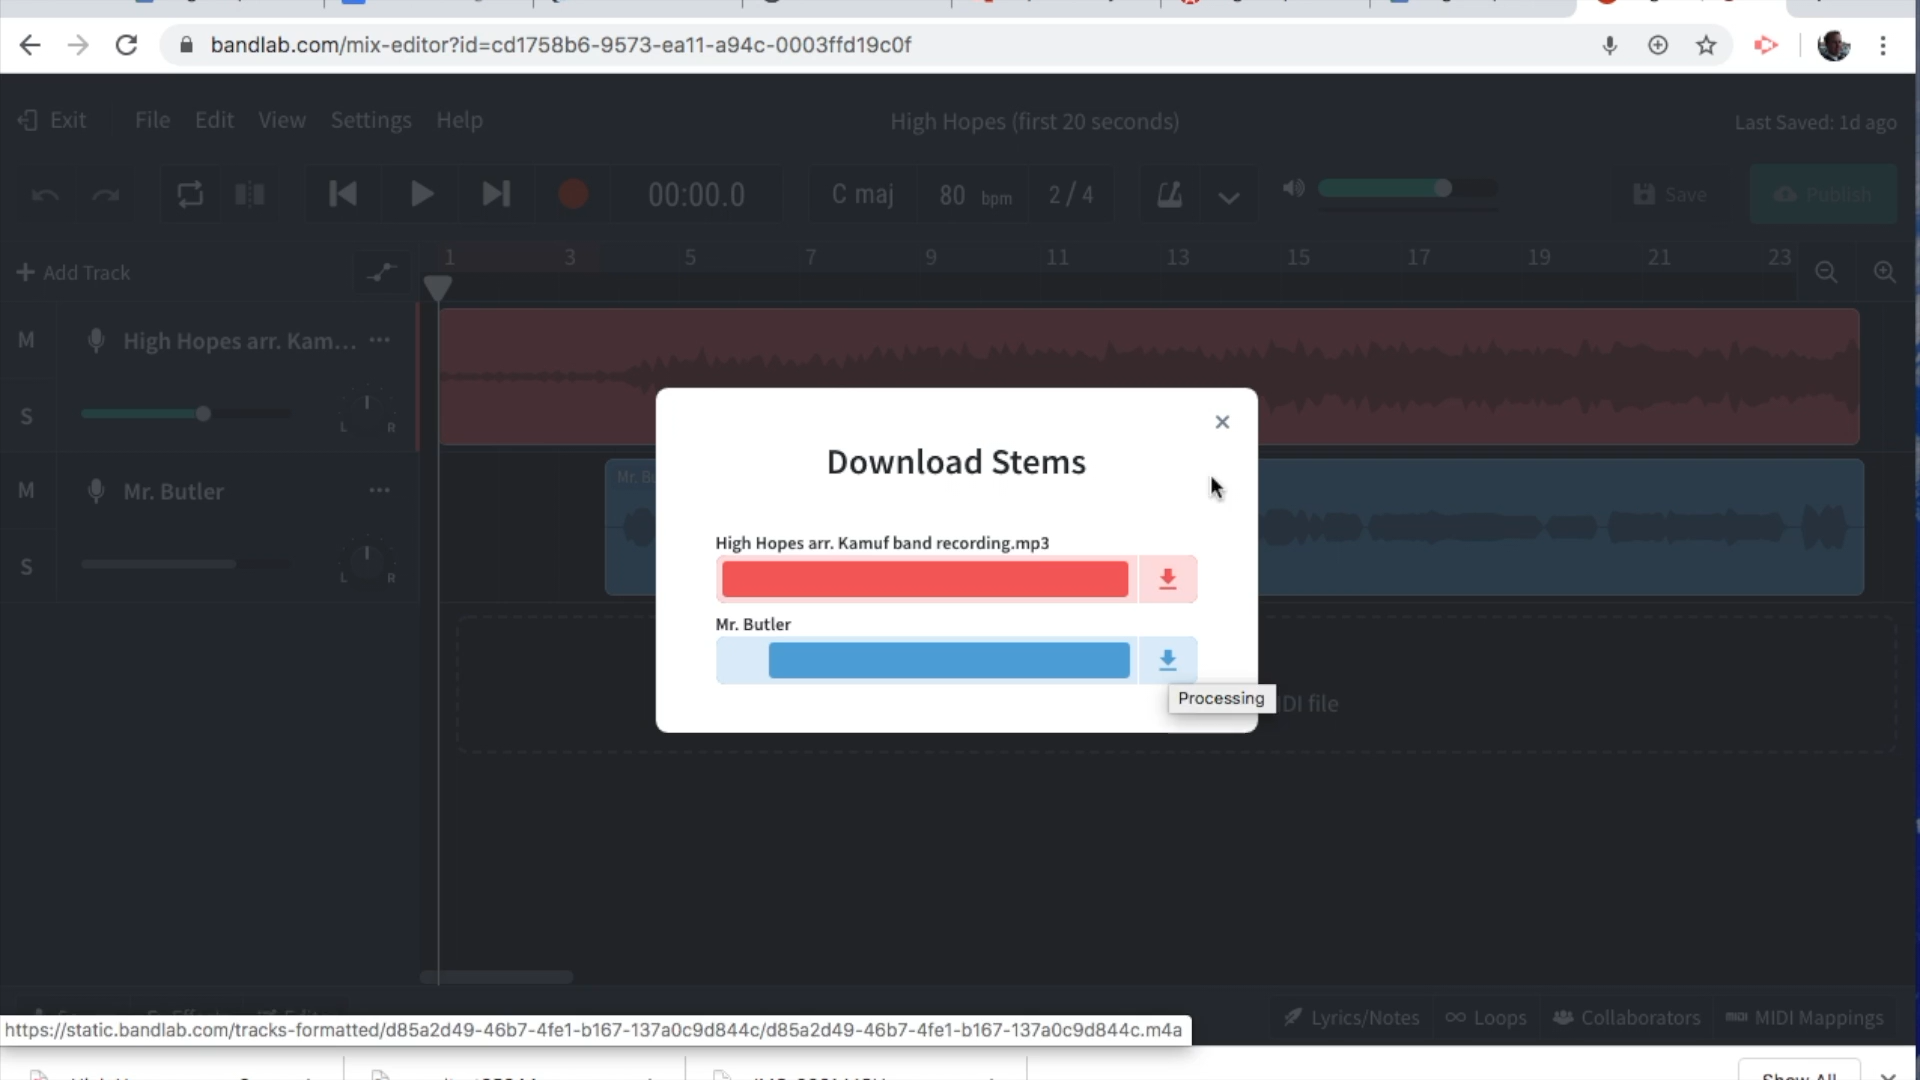 bandlab.com/mix-editor?id=cd1758b6-9573-ea11-a94c-0003ffd19c0f
Exit File Edit View Settings Help
High Hopes (first 20 seconds)
Last Saved: 1d ago
00:00.0
C maj
80 bpm
2 / 4
Save
Publish
Add Track
1 3 5 7 9 11 13 15 17 19 21 23
M
High Hopes arr. Kam...
S
L R
M
Mr. Butler
S
L R
Mr. Bu
Download Stems
High Hopes arr. Kamuf band recording.mp3
Mr. Butler
Processing
DI file
Lyrics/Notes
Loops
Collaborators
MIDI Mappings
https://static.bandlab.com/tracks-formatted/d85a2d49-46b7-4fe1-b167-137a0c9d844c/d85a2d49-46b7-4fe1-b167-137a0c9d844c.m4a
Show All